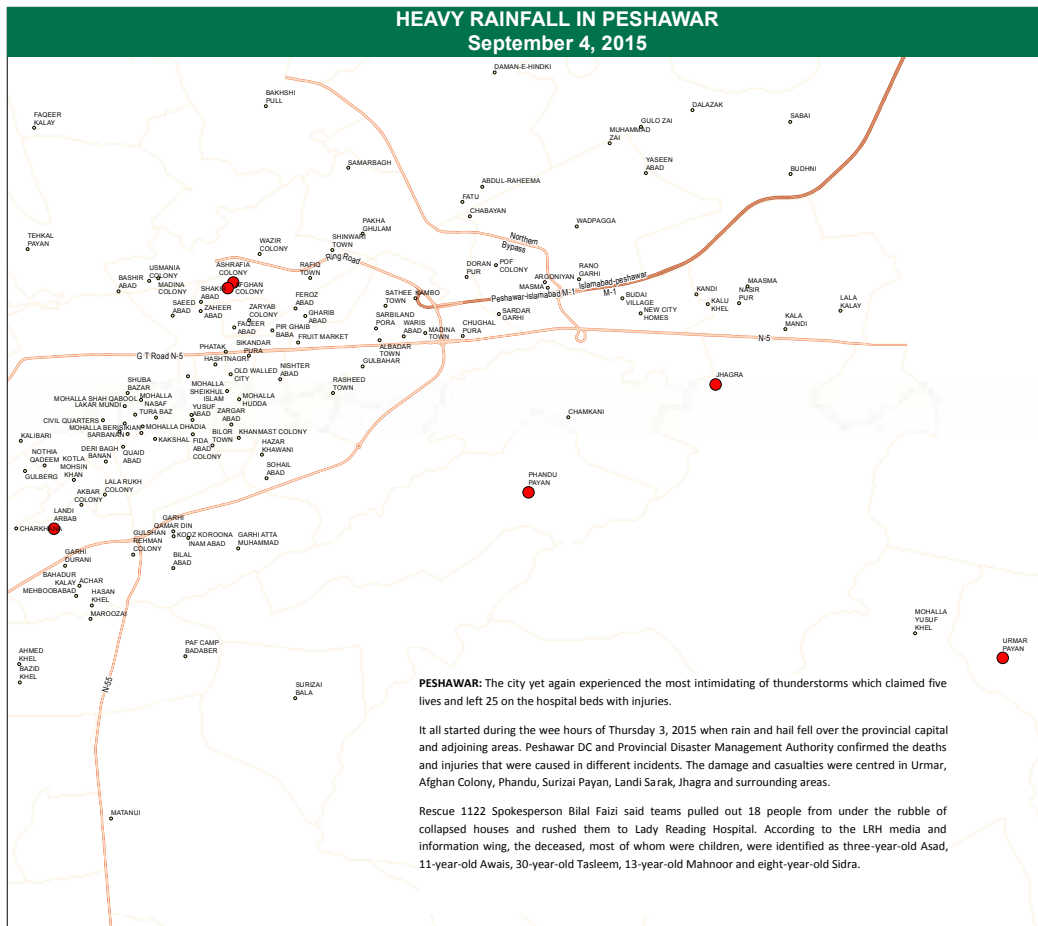 HEAVY RAINFALL IN PESHAWAR
September 4, 2015
DAMAN-E-HINDKI
BAKHSHI
PULL
DALAZAK
FAQEER
KALAY
GULO ZAI
SABAI
MUHAMMAD
ZAI
SAMARBAGH
YASEEN
ABAD
BUDHNI
ABDUL-RAHEEMA
FATU
CHABAYAN
PAKHA
GHULAM
WADPAGGA
TEHKAL
PAYAN
WAZIR
COLONY
SHINWARI
TOWN
Northern
Bypass
Ring Road
USMANIA
COLONY
ASHRAFIA
COLONY
RAFIQ
TOWN
DORAN
PUR
POF
COLONY
RANO
GARHI
BASHIR
ABAD
MADINA
COLONY
SHAKIR
ABAD
AFGHAN
COLONY
ARGONIYAN
MASMA
Islamabad-peshawar
M-1
KANDI
MAASMA
NASIR
PUR
SAEED
ABAD
ZAHEER
ABAD
FEROZ
ABAD
SATHEE
TOWN
KAMBO
Peshawar-islamabad M-1
BUDAI
VILLAGE
KALU
KHEL
LALA
KALAY
ZARYAB
COLONY
GHARIB
ABAD
SARBILAND
PORA
WARIS
ABAD
SARDAR
GARHI
NEW CITY
HOMES
KALA
MANDI
FAQEER
ABAD
PIR GHAIB
BABA
FRUIT MARKET
MADINA
TOWN
CHUGHAL
PURA
N-5
PHATAK
SIKANDAR
PURA
ALBADAR
TOWN
G T Road N-5
HASHTNAGRI
OLD WALLED
CITY
NISHTER
ABAD
GULBAHAR
JHAGRA
SHUBA
BAZAR
MOHALLA
SHEIKHUL
ISLAM
RASHEED
TOWN
MOHALLA SHAH QABOOL
MOHALLA
NASAF
YUSUF
ABAD
MOHALLA
HUDDA
LAKAR MUNDI
TURA BAZ
ZARGAR
ABAD
CHAMKANI
CIVIL QUARTERS
MOHALLA BERISIKIAN
MOHALLA DHADIA
SARBANAN
KAKSHAL
FIDA
ABAD
COLONY
BILOR
TOWN
KHANMAST COLONY
KALIBARI
HAZAR
KHAWANI
NOTHIA
QADEEM
DERI BAGH
BANAN
QUAID
ABAD
KOTLA
MOHSIN
KHAN
GULBERG
SOHAIL
ABAD
PHANDU
PAYAN
LALA RUKH
COLONY
AKBAR
COLONY
LANDI
ARBAB
CHARKHANA
GARHI
QAMAR DIN
GULSHAN
REHMAN
COLONY
KOOZ KOROONA
INAM ABAD
GARHI ATTA
MUHAMMAD
GARHI
DURANI
BILAL
ABAD
BAHADUR
KALAY
ACHAR
MEHBOOBABAD
HASAN
KHEL
MAROOZAI
MOHALLA
YUSUF
KHEL
URMAR
PAYAN
PAF CAMP
BADABER
AHMED
KHEL
BAZID
KHEL
N-55
SURIZAI
BALA
MATANUI
PESHAWAR: The city yet again experienced the most intimidating of thunderstorms which claimed five
lives and left 25 on the hospital beds with injuries.
It all started during the wee hours of Thursday 3, 2015 when rain and hail fell over the provincial capital
and adjoining areas. Peshawar DC and Provincial Disaster Management Authority confirmed the deaths
and injuries that were caused in different incidents. The damage and casualties were centred in Urmar,
Afghan Colony, Phandu, Surizai Payan, Landi Sarak, Jhagra and surrounding areas.
Rescue 1122 Spokesperson Bilal Faizi said teams pulled out 18 people from under the rubble of
collapsed houses and rushed them to Lady Reading Hospital. According to the LRH media and
information wing, the deceased, most of whom were children, were identified as three-year-old Asad,
11-year-old Awais, 30-year-old Tasleem, 13-year-old Mahnoor and eight-year-old Sidra.